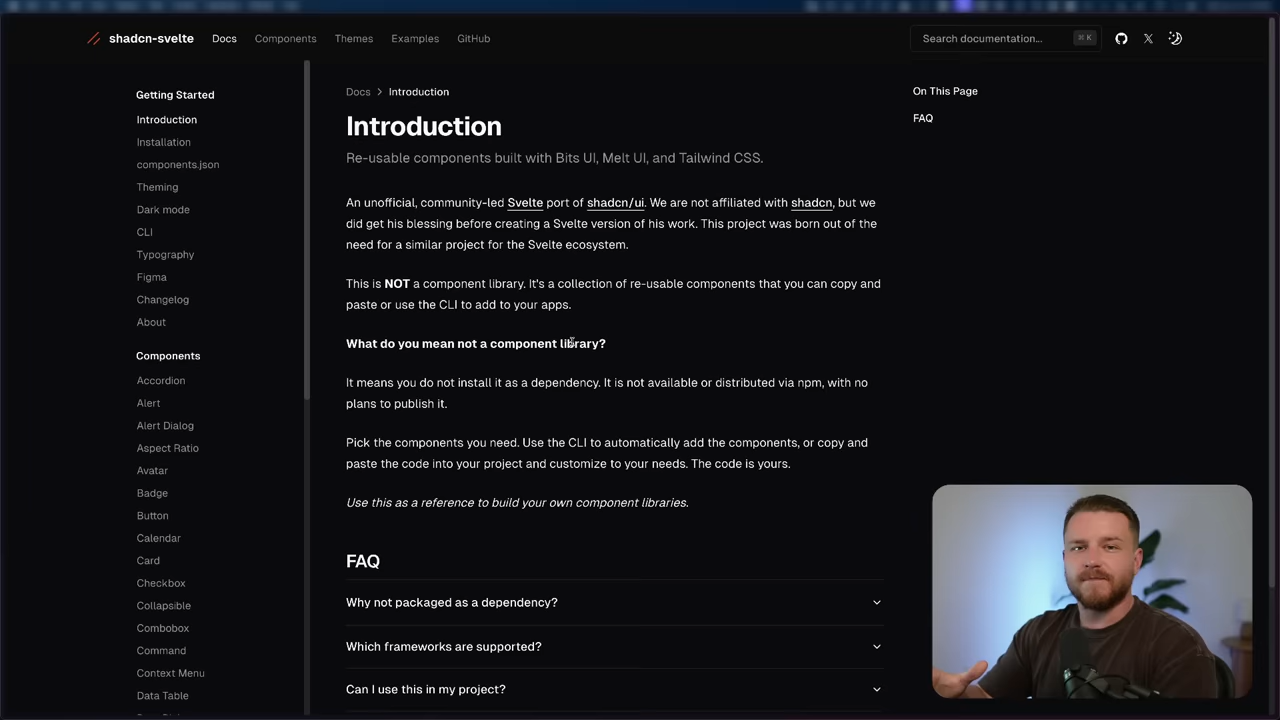 shadcn-svelte
Docs
Components
Themes
Examples
GitHub
Search documentation...
⌘ K
Getting Started
Introduction
Installation
components.json
Theming
Dark mode
CLI
Typography
Figma
Changelog
About
Components
Accordion
Alert
Alert Dialog
Aspect Ratio
Avatar
Badge
Button
Calendar
Card
Checkbox
Collapsible
Combobox
Command
Context Menu
Data Table
Docs > Introduction
Introduction
Re-usable components built with Bits UI, Melt UI, and Tailwind CSS.
An unofficial, community-led Svelte port of shadcn/ui. We are not affiliated with shadcn, but we
did get his blessing before creating a Svelte version of his work. This project was born out of the
need for a similar project for the Svelte ecosystem.
This is NOT a component library. It's a collection of re-usable components that you can copy and
paste or use the CLI to add to your apps.
What do you mean not a component library?
It means you do not install it as a dependency. It is not available or distributed via npm, with no
plans to publish it.
Pick the components you need. Use the CLI to automatically add the components, or copy and
paste the code into your project and customize to your needs. The code is yours.
Use this as a reference to build your own component libraries.
FAQ
Why not packaged as a dependency?
Which frameworks are supported?
Can I use this in my project?
On This Page
FAQ